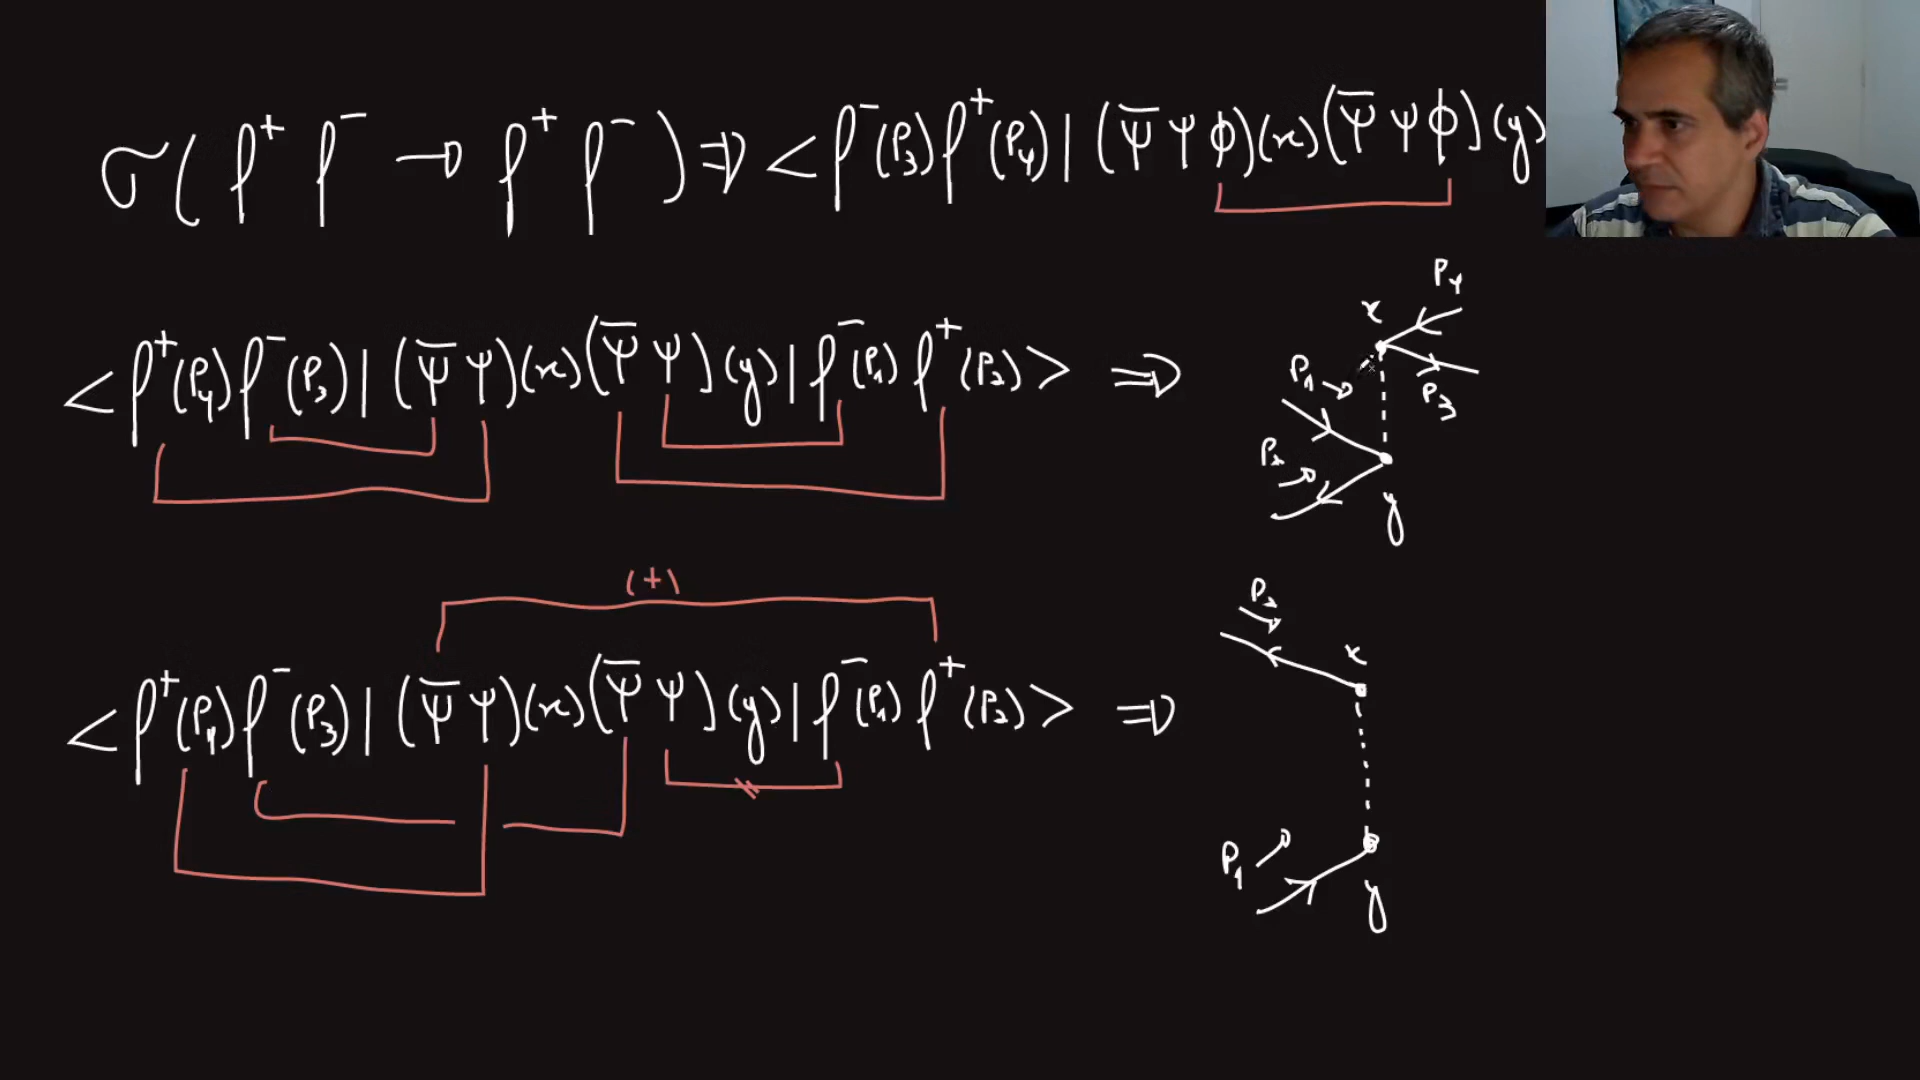 σ( f⁺ f⁻ → f⁺ f⁻ ) ⇒ < f⁻(P₃) f⁺(P₄) | (Ψ̄ Ψ ϕ)(x) (Ψ̄ Ψ ϕ)(y)
< f⁺(P₄) f⁻(P₃) | (Ψ̄ Ψ)(x) (Ψ̄ Ψ)(y) | f⁻(P₁) f⁺(P₂) > ⇒
P₄
x
P₁
P₃
P₂
y
(+)
< f⁺(P₄) f⁻(P₃) | (Ψ̄ Ψ)(x) (Ψ̄ Ψ)(y) | f⁻(P₁) f⁺(P₂) > ⇒
P₂
x
P₁
y